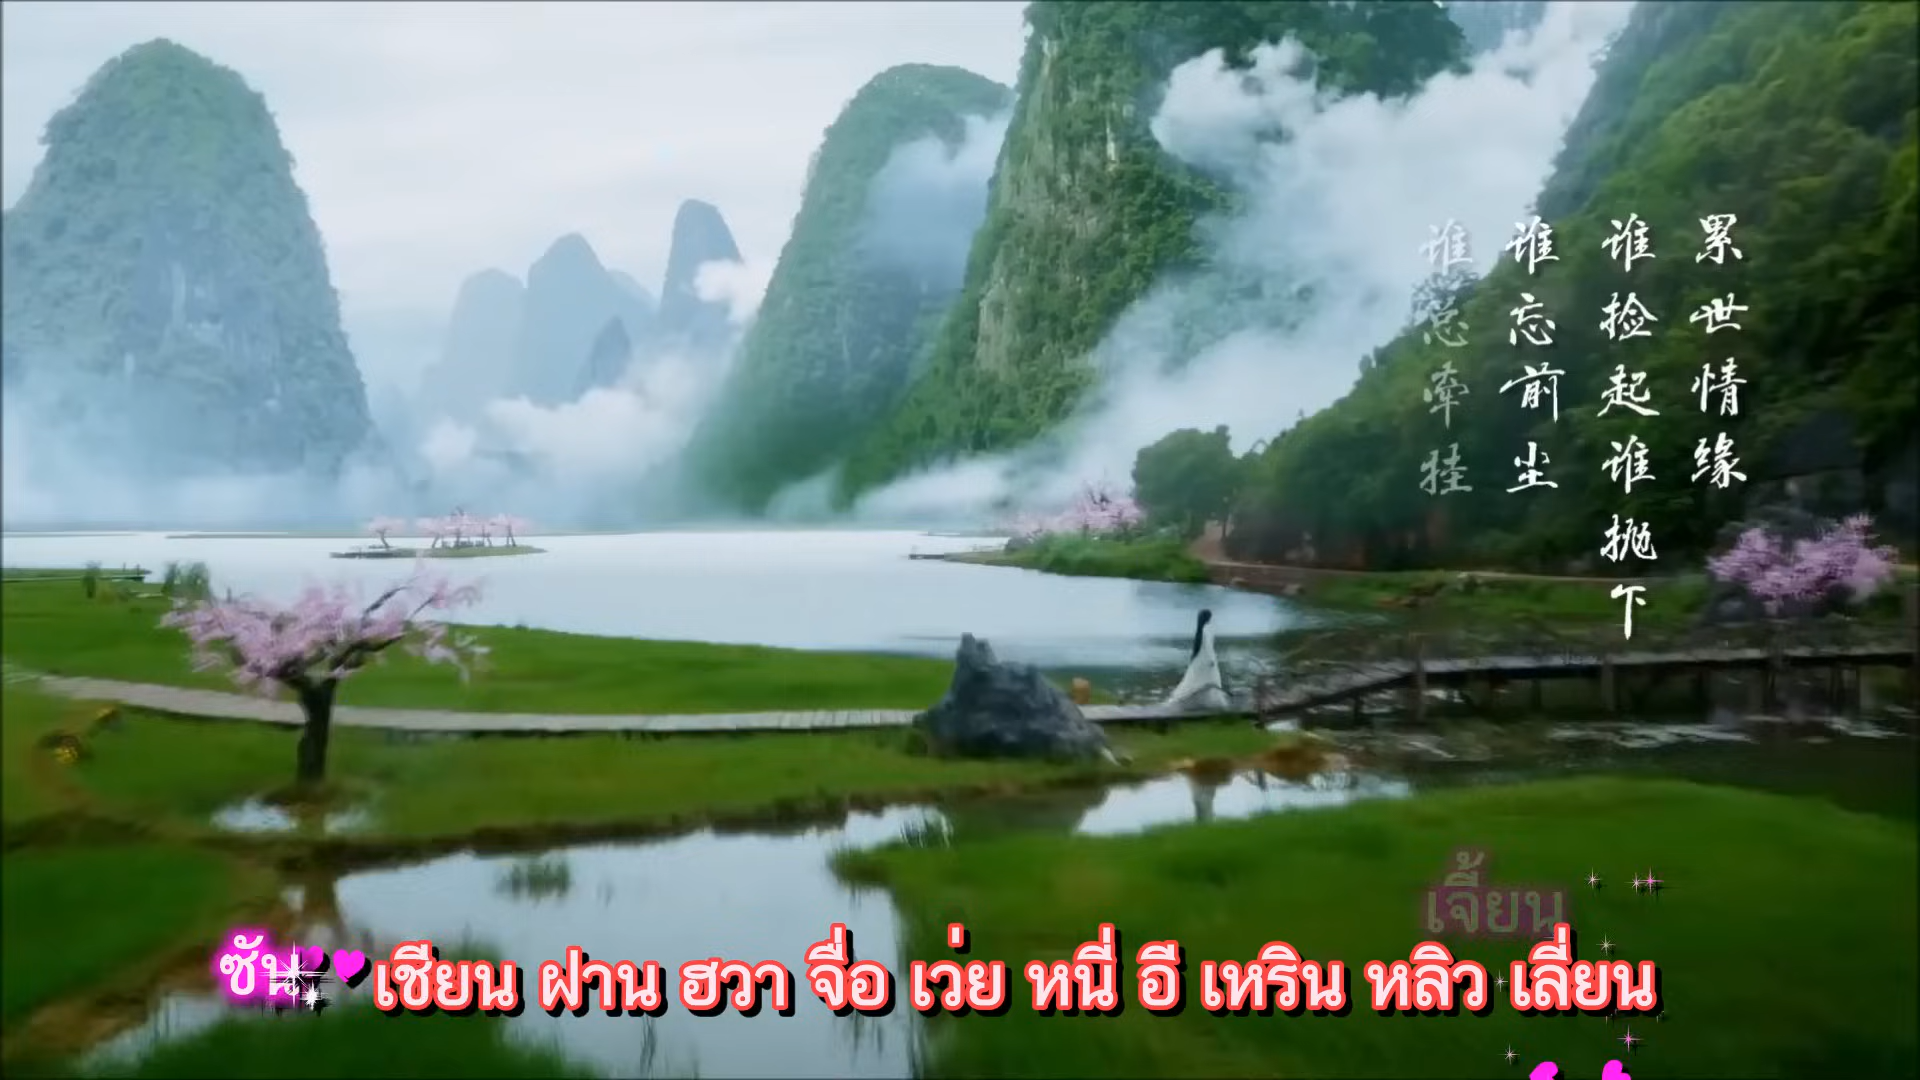 累世情缘
谁捡起谁抛下
谁忘前尘
谁总牵挂
เจี้ยน
ซัน เชียน ฝาน ฮวา จื่อ เว่ย หนี่ อี เหริน หลิว เลี่ยน